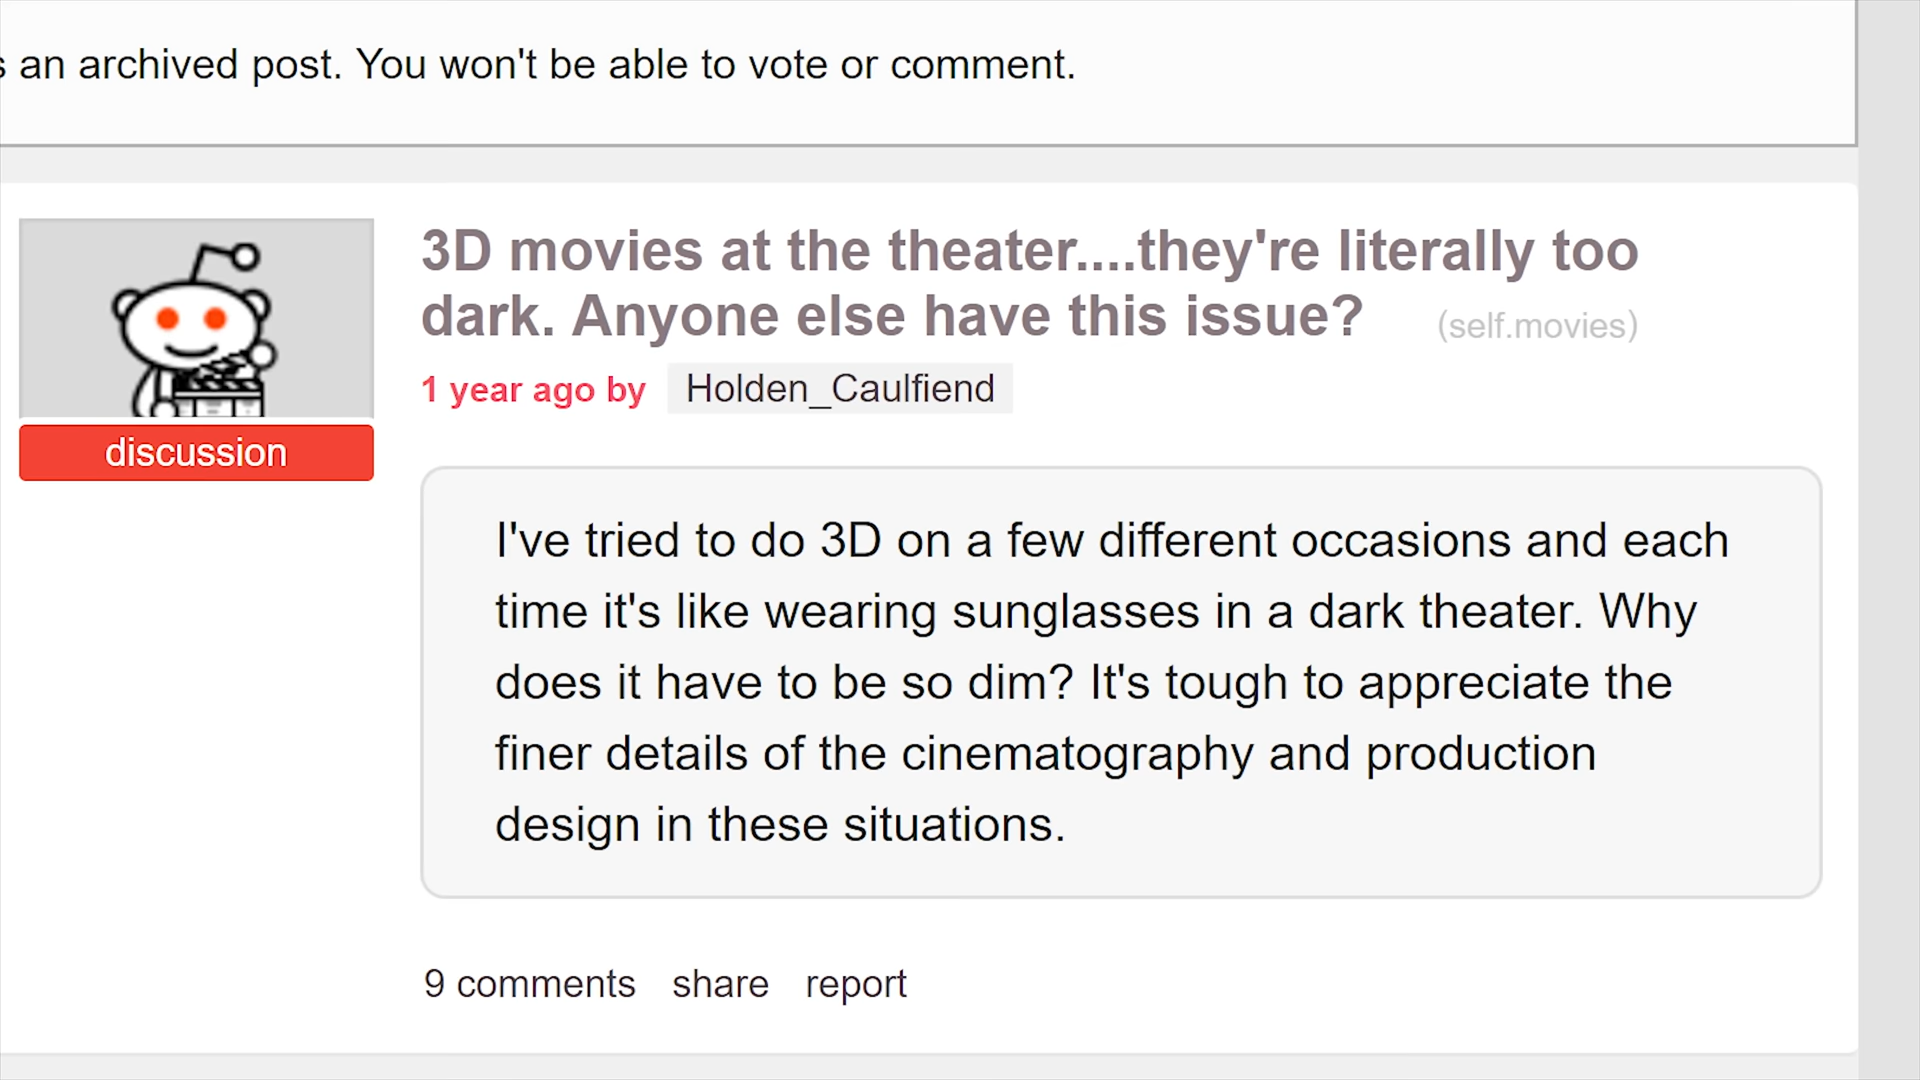 an archived post. You won't be able to vote or comment.
3D movies at the theater....they're literally too
dark. Anyone else have this issue? (self.movies)
1 year ago by Holden_Caulfiend
discussion
I've tried to do 3D on a few different occasions and each
time it's like wearing sunglasses in a dark theater. Why
does it have to be so dim? It's tough to appreciate the
finer details of the cinematography and production
design in these situations.
9 comments share report